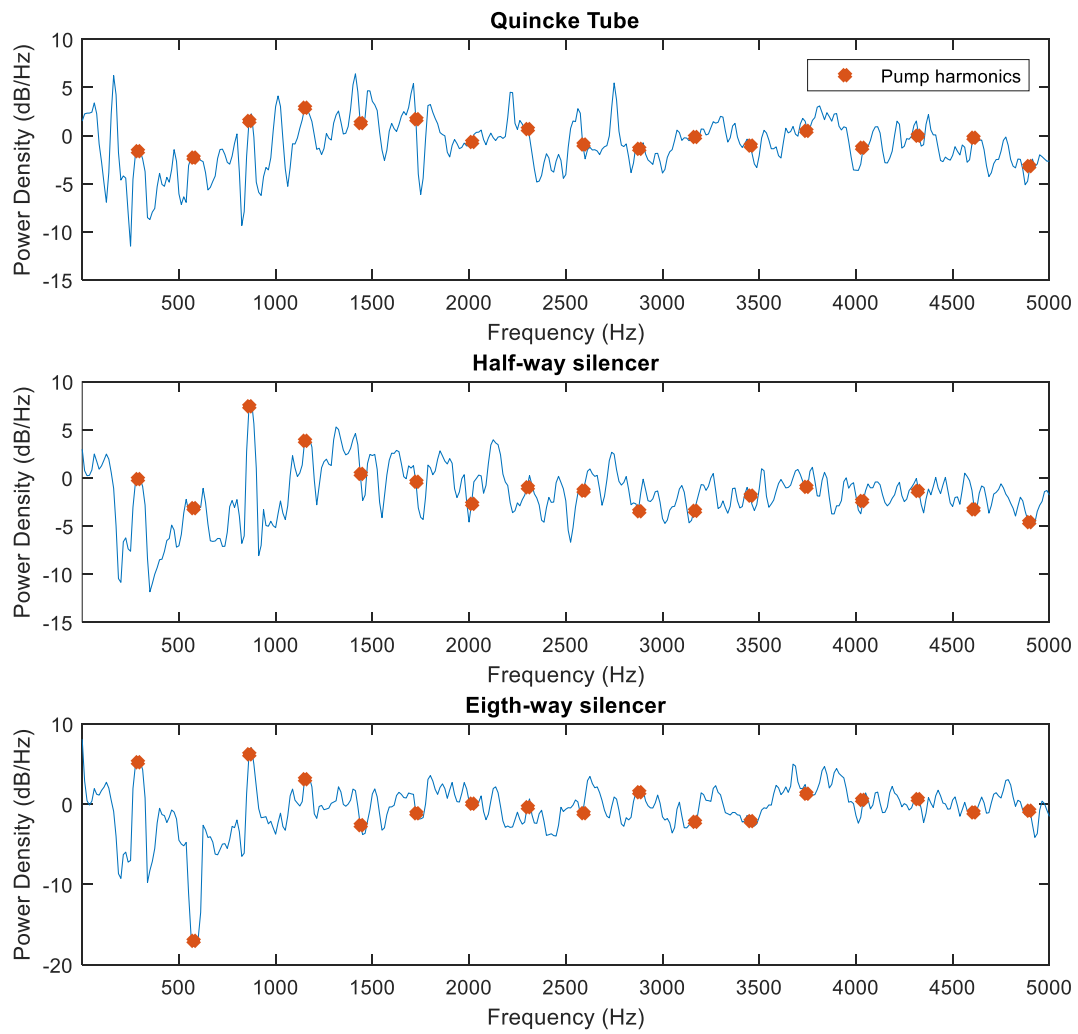 Quincke Tube
Power Density (dB/Hz)
10
5
0
-5
-10
-15
Pump harmonics
500 1000 1500 2000 2500 3000 3500 4000 4500 5000
Frequency (Hz)
Half-way silencer
Power Density (dB/Hz)
10
5
0
-5
-10
-15
500 1000 1500 2000 2500 3000 3500 4000 4500 5000
Frequency (Hz)
Eigth-way silencer
Power Density (dB/Hz)
10
0
-10
-20
500 1000 1500 2000 2500 3000 3500 4000 4500 5000
Frequency (Hz)